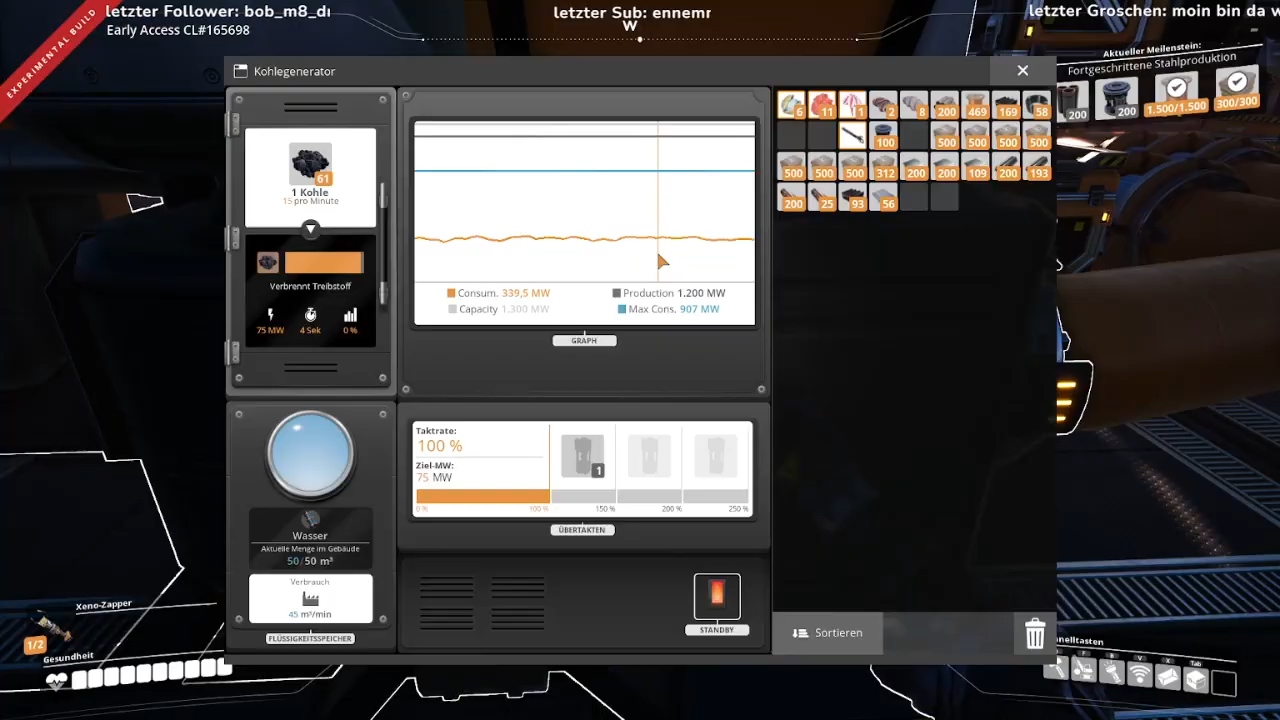 letzter Follower: bob_m8_di
letzter Sub: ennemr
W
letzter Groschen: moin bin da w
Early Access CL#165698
EXPERIMENTAL BUILD
Aktueller Meilenstein:
Fortgeschrittene Stahlproduktion
200
200
1.500/1.500
300/300
Kohlegenerator
61
1 Kohle
15 pro Minute
Verbrennt Treibstoff
75 MW
4 Sek
0 %
Consum. 339,5 MW
Production 1.200 MW
Capacity 1.300 MW
Max Cons. 907 MW
GRAPH
6
11
1
2
8
200
469
169
58
100
500
500
500
500
500
500
500
312
200
200
109
200
193
200
25
93
56
Taktrate:
100 %
Ziel-MW:
75 MW
1
0 %
100 %
150 %
200 %
250 %
ÜBERTAKTEN
Wasser
Aktuelle Menge im Gebäude
50/50 m³
Verbrauch
45 m³/min
FLÜSSIGKEITSSPEICHER
STANDBY
Sortieren
Xeno-Zapper
1/2
Gesundheit
nelltasten
Tab